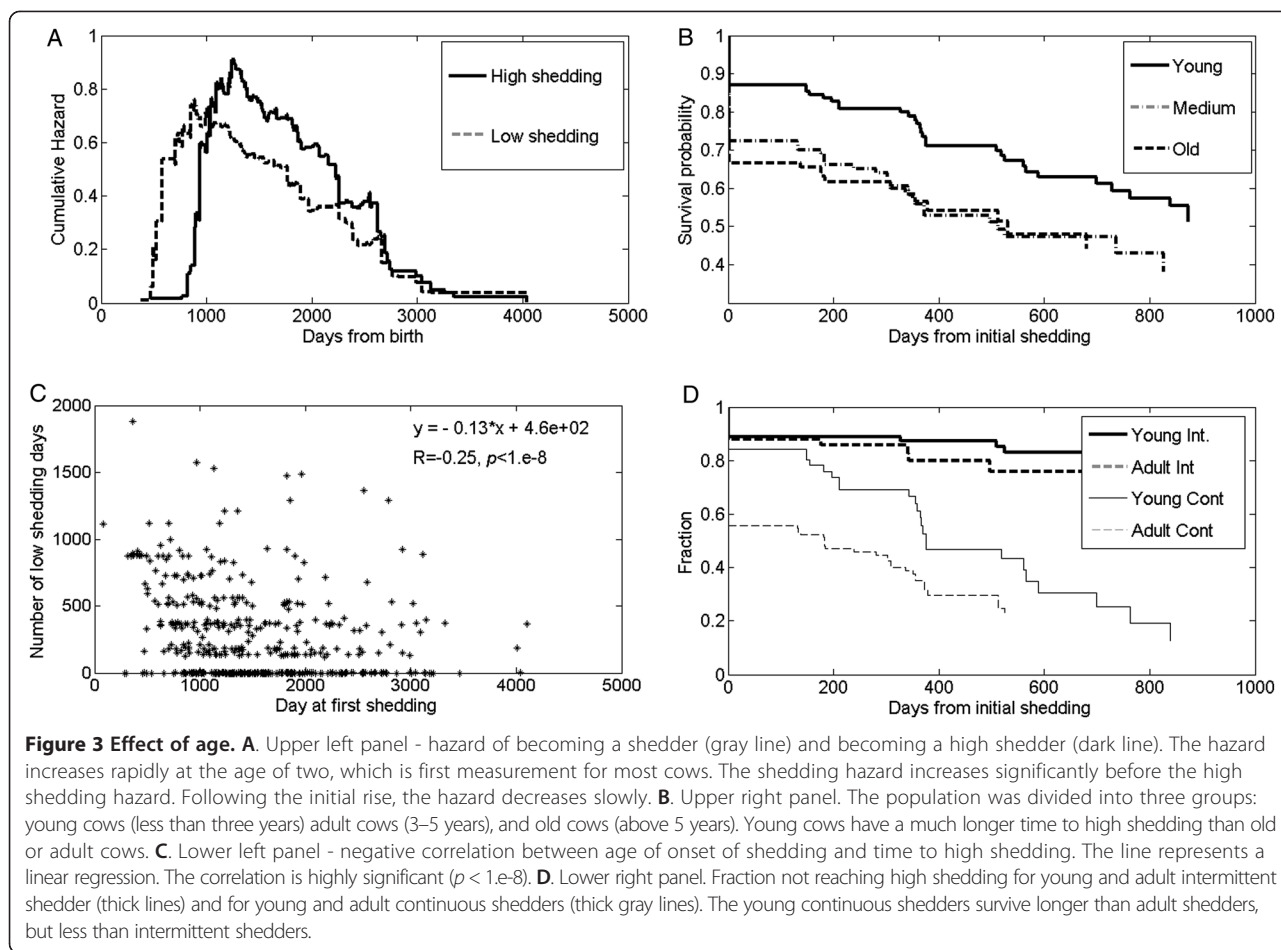 A
1
0.8
0.6
0.4
0.2
0
Cumulative Hazard
High shedding
Low shedding
0 1000 2000 3000 4000 5000
Days from birth
B
1
0.9
0.8
0.7
0.6
0.5
0.4
Survival probability
Young
Medium
Old
0 200 400 600 800 1000
Days from initial shedding
C
2000
1500
1000
500
0
Number of low shedding days
y = - 0.13*x + 4.6e+02
R=-0.25, p<1.e-8
0 1000 2000 3000 4000 5000
Day at first shedding
D
1
0.8
0.6
0.4
0.2
0
Fraction
Young Int.
Adult Int
Young Cont
Adult Cont
0 200 400 600 800 1000
Days from initial shedding
Figure 3 Effect of age. A. Upper left panel - hazard of becoming a shedder (gray line) and becoming a high shedder (dark line). The hazard
increases rapidly at the age of two, which is first measurement for most cows. The shedding hazard increases significantly before the high
shedding hazard. Following the initial rise, the hazard decreases slowly. B. Upper right panel. The population was divided into three groups:
young cows (less than three years) adult cows (3–5 years), and old cows (above 5 years). Young cows have a much longer time to high shedding than old
or adult cows. C. Lower left panel - negative correlation between age of onset of shedding and time to high shedding. The line represents a
linear regression. The correlation is highly significant (p < 1.e-8). D. Lower right panel. Fraction not reaching high shedding for young and adult intermittent
shedder (thick lines) and for young and adult continuous shedders (thick gray lines). The young continuous shedders survive longer than adult shedders,
but less than intermittent shedders.